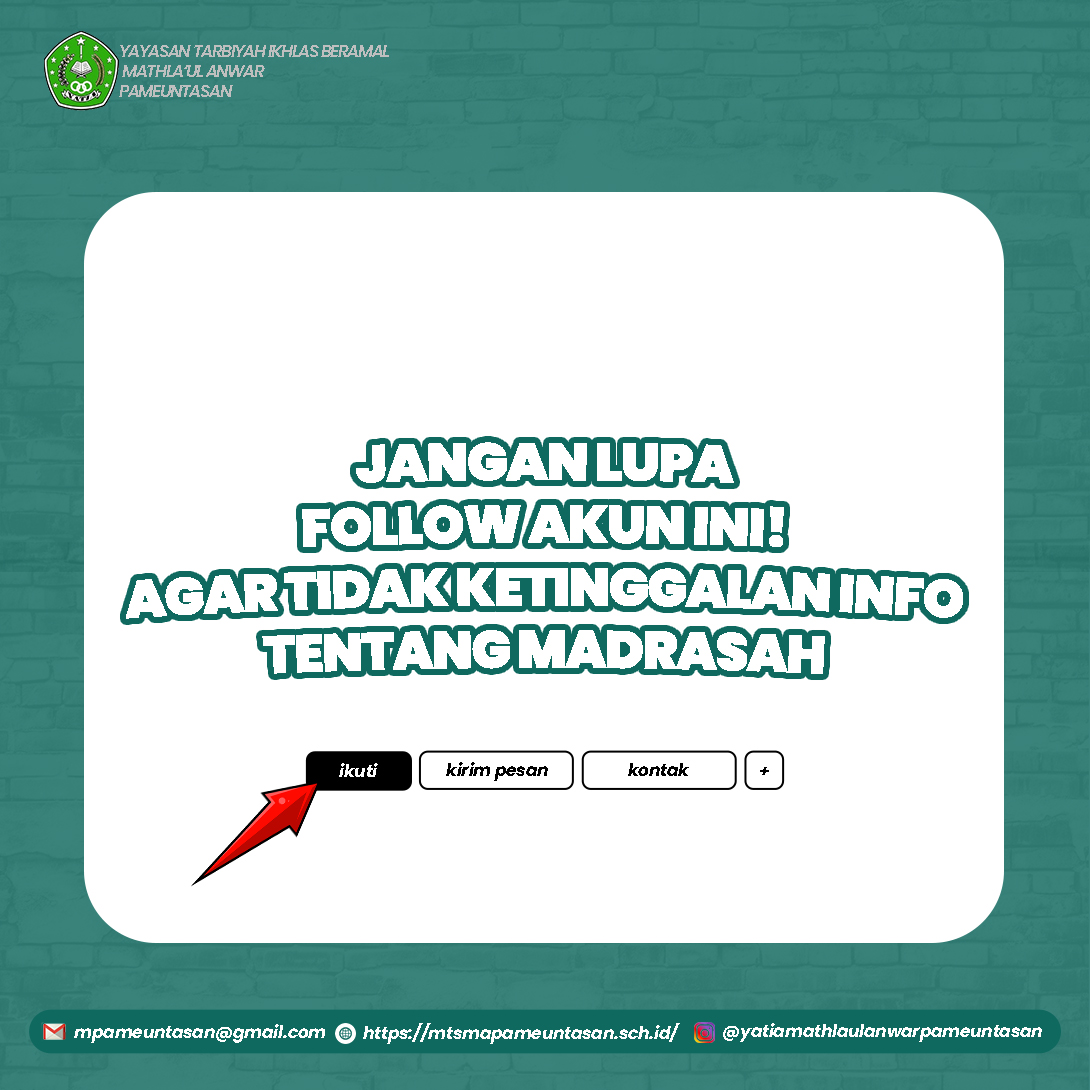 YAYASAN TARBIYAH IKHLAS BERAMAL
MATHLA'UL ANWAR
PAMEUNTASAN
JANGAN LUPA
FOLLOW AKUN INI !
AGAR TIDAK KETINGGALAN INFO
TENTANG MADRASAH
ikuti
kirim pesan
kontak
+
mpameuntasan@gmail.com
https://mtsmapameuntasan.sch.id/
@yatiamathlaulanwarpameuntasan